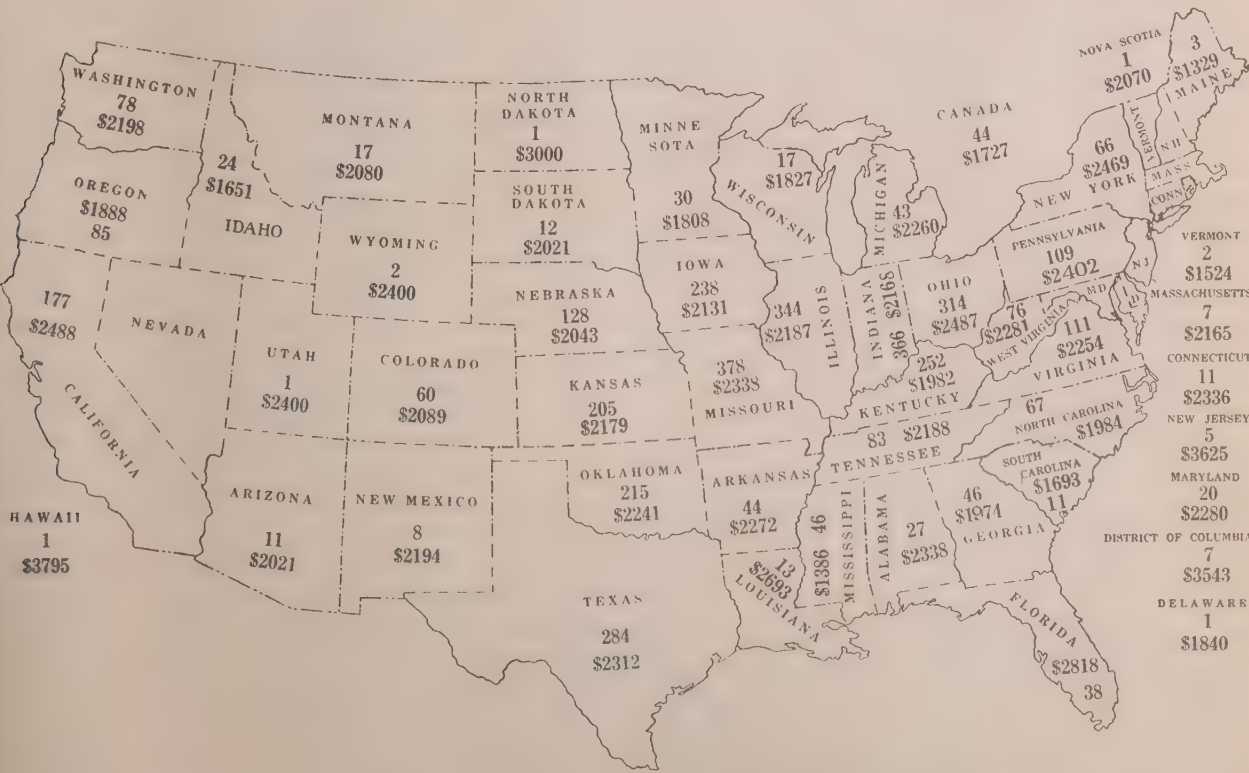 WASHINGTON
78
$2198
OREGON
$1888
85
177
$2488
CALIFORNIA
NEVADA
24
$1651
IDAHO
MONTANA
17
$2080
WYOMING
2
$2400
UTAH
1
$2400
COLORADO
60
$2089
ARIZONA
11
$2021
NEW MEXICO
8
$2194
HAWAII
1
$3795
NORTH
DAKOTA
1
$3000
SOUTH
DAKOTA
12
$2021
NEBRASKA
128
$2043
KANSAS
205
$2179
OKLAHOMA
215
$2241
TEXAS
284
$2312
MINNE
SOTA
30
$1808
IOWA
238
$2131
378
$2338
MISSOURI
ARKANSAS
44
$2272
13
$2693
LOUISIANA
17
$1827
WISCONSIN
344
$2187
ILLINOIS
MICHIGAN
43
$2260
INDIANA
366 $2168
OHIO
314
$2487
252
$1982
KENTUCKY
83 $2188
TENNESSEE
$1386 46
MISSISSIPPI
ALABAMA
27
$2338
46
$1974
GEORGIA
FLORIDA
$2818
38
SOUTH
CAROLINA
$1693
11
67
NORTH CAROLINA
$1984
111
$2254
VIRGINIA
76
$2281
WEST VIRGINIA
MD
PENNSYLVANIA
109
$2402
NJ
66
$2469
NEW YORK
VERMONT
NH
MASS
CONN
CANADA
44
$1727
NOVA SCOTIA
1
$2070
3
$1329
MAINE
VERMONT
2
$1524
MASSACHUSETTS
7
$2165
CONNECTICUT
11
$2336
NEW JERSEY
5
$3625
MARYLAND
20
$2280
DISTRICT OF COLUMBIA
7
$3543
DELAWARE
1
$1840